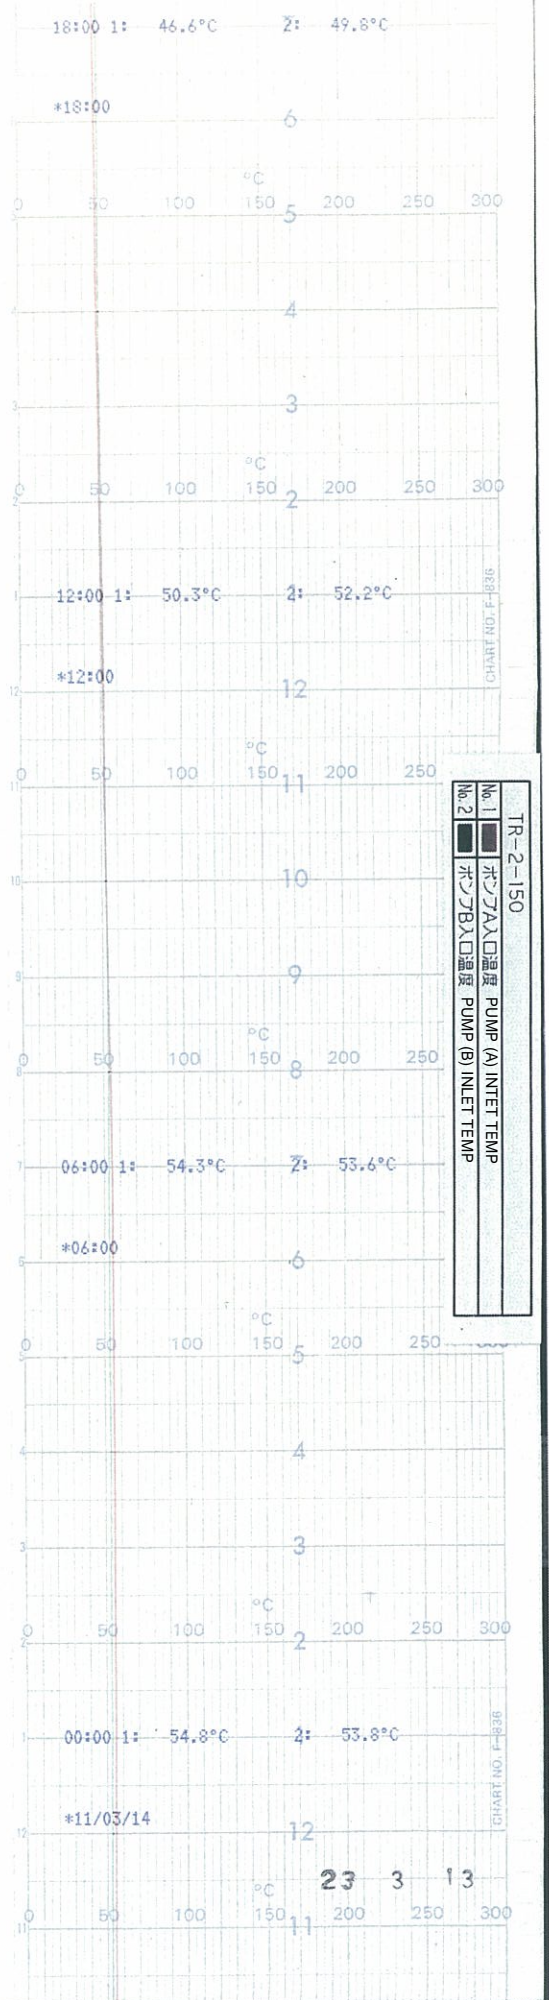 18:00 1: 46.6°C 2: 49.8°C
*18:00
6
°C
0 50 100 150 200 250 300
5
4
3
°C
0 50 100 150 200 250 300
2
12:00 1: 50.3°C 2: 52.2°C
CHART NO. F-836
*12:00
12
°C
0 50 100 150 200 250
11
TR-2-150
No. 1 ポンプA入口温度 PUMP (A) INTET TEMP
No. 2 ポンプB入口温度 PUMP (B) INLET TEMP
10
9
°C
0 50 100 150 200 250
8
06:00 1: 54.3°C 2: 53.6°C
*06:00
6
°C
0 50 100 150 200 250
5
4
3
°C
0 50 100 150 200 250 300
2
00:00 1: 54.8°C 2: 53.8°C
CHART NO. F-836
*11/03/14
12
23 3 13
°C
0 50 100 150 200 250 300
11